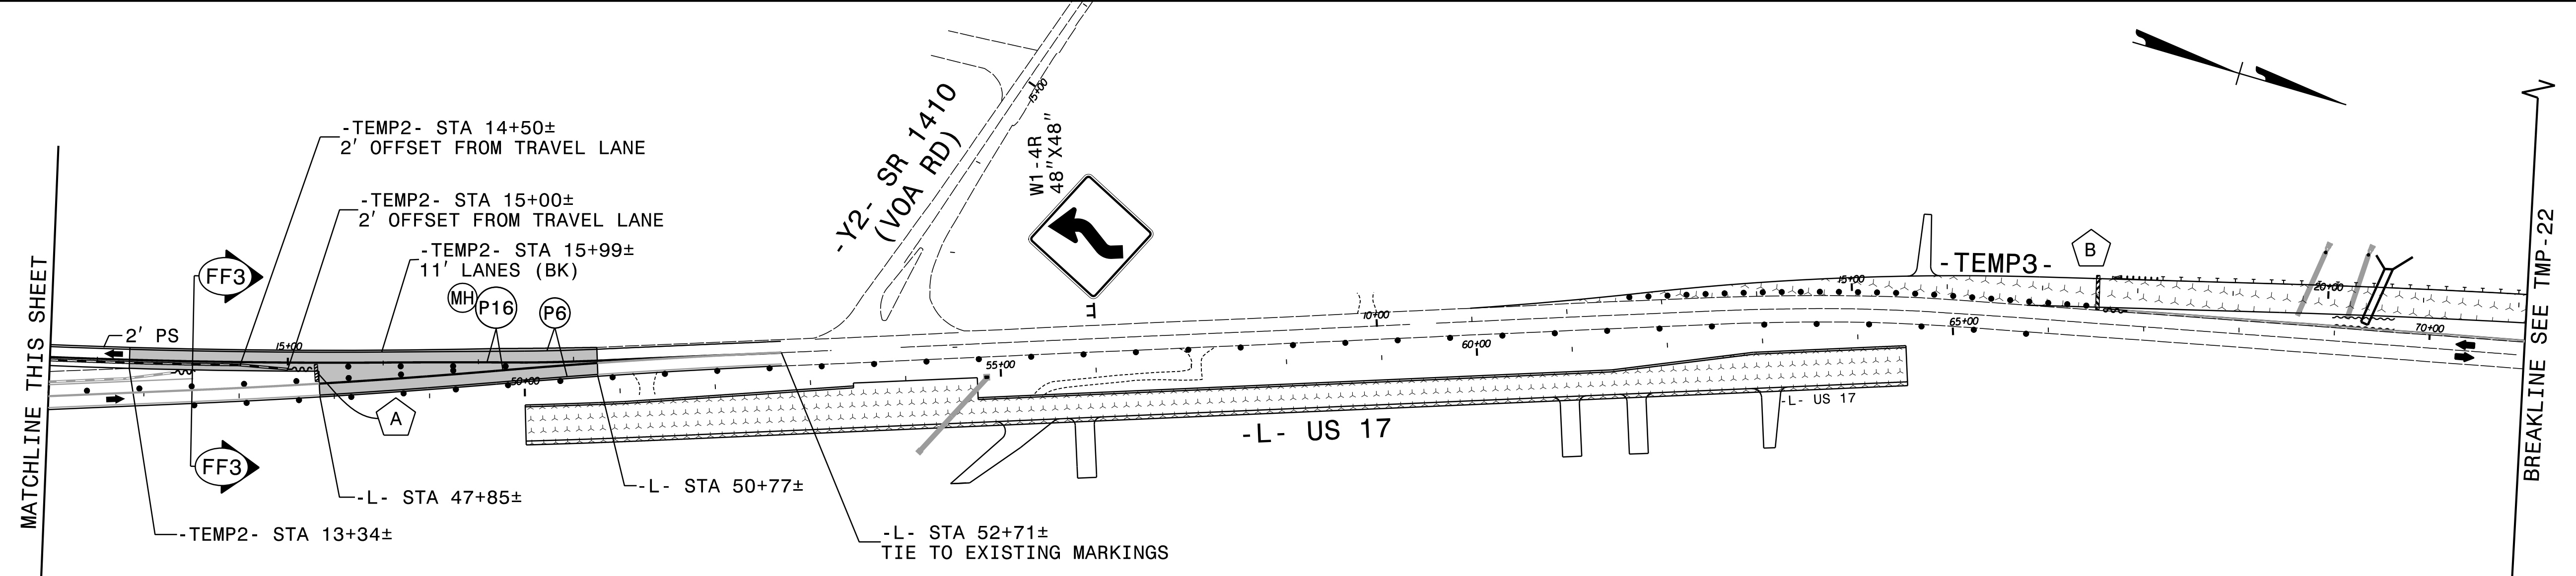 MATCHLINE THIS SHEET
-TEMP2- STA 14+50±
2' OFFSET FROM TRAVEL LANE
-TEMP2- STA 15+00±
2' OFFSET FROM TRAVEL LANE
-TEMP2- STA 15+99±
11' LANES (BK)
FF3
MH
P16
P6
2' PS
15+00
50+00
A
FF3
-L- STA 47+85±
-TEMP2- STA 13+34±
-L- STA 50+77±
-L- STA 52+71±
TIE TO EXISTING MARKINGS
-Y2- SR 1410
(VOA RD)
15+00
W1-4R
48"X48"
55+00
10+00
60+00
-L- US 17
15+00
65+00
-L- US 17
-TEMP3-
B
20+00
70+00
BREAKLINE SEE TMP-22